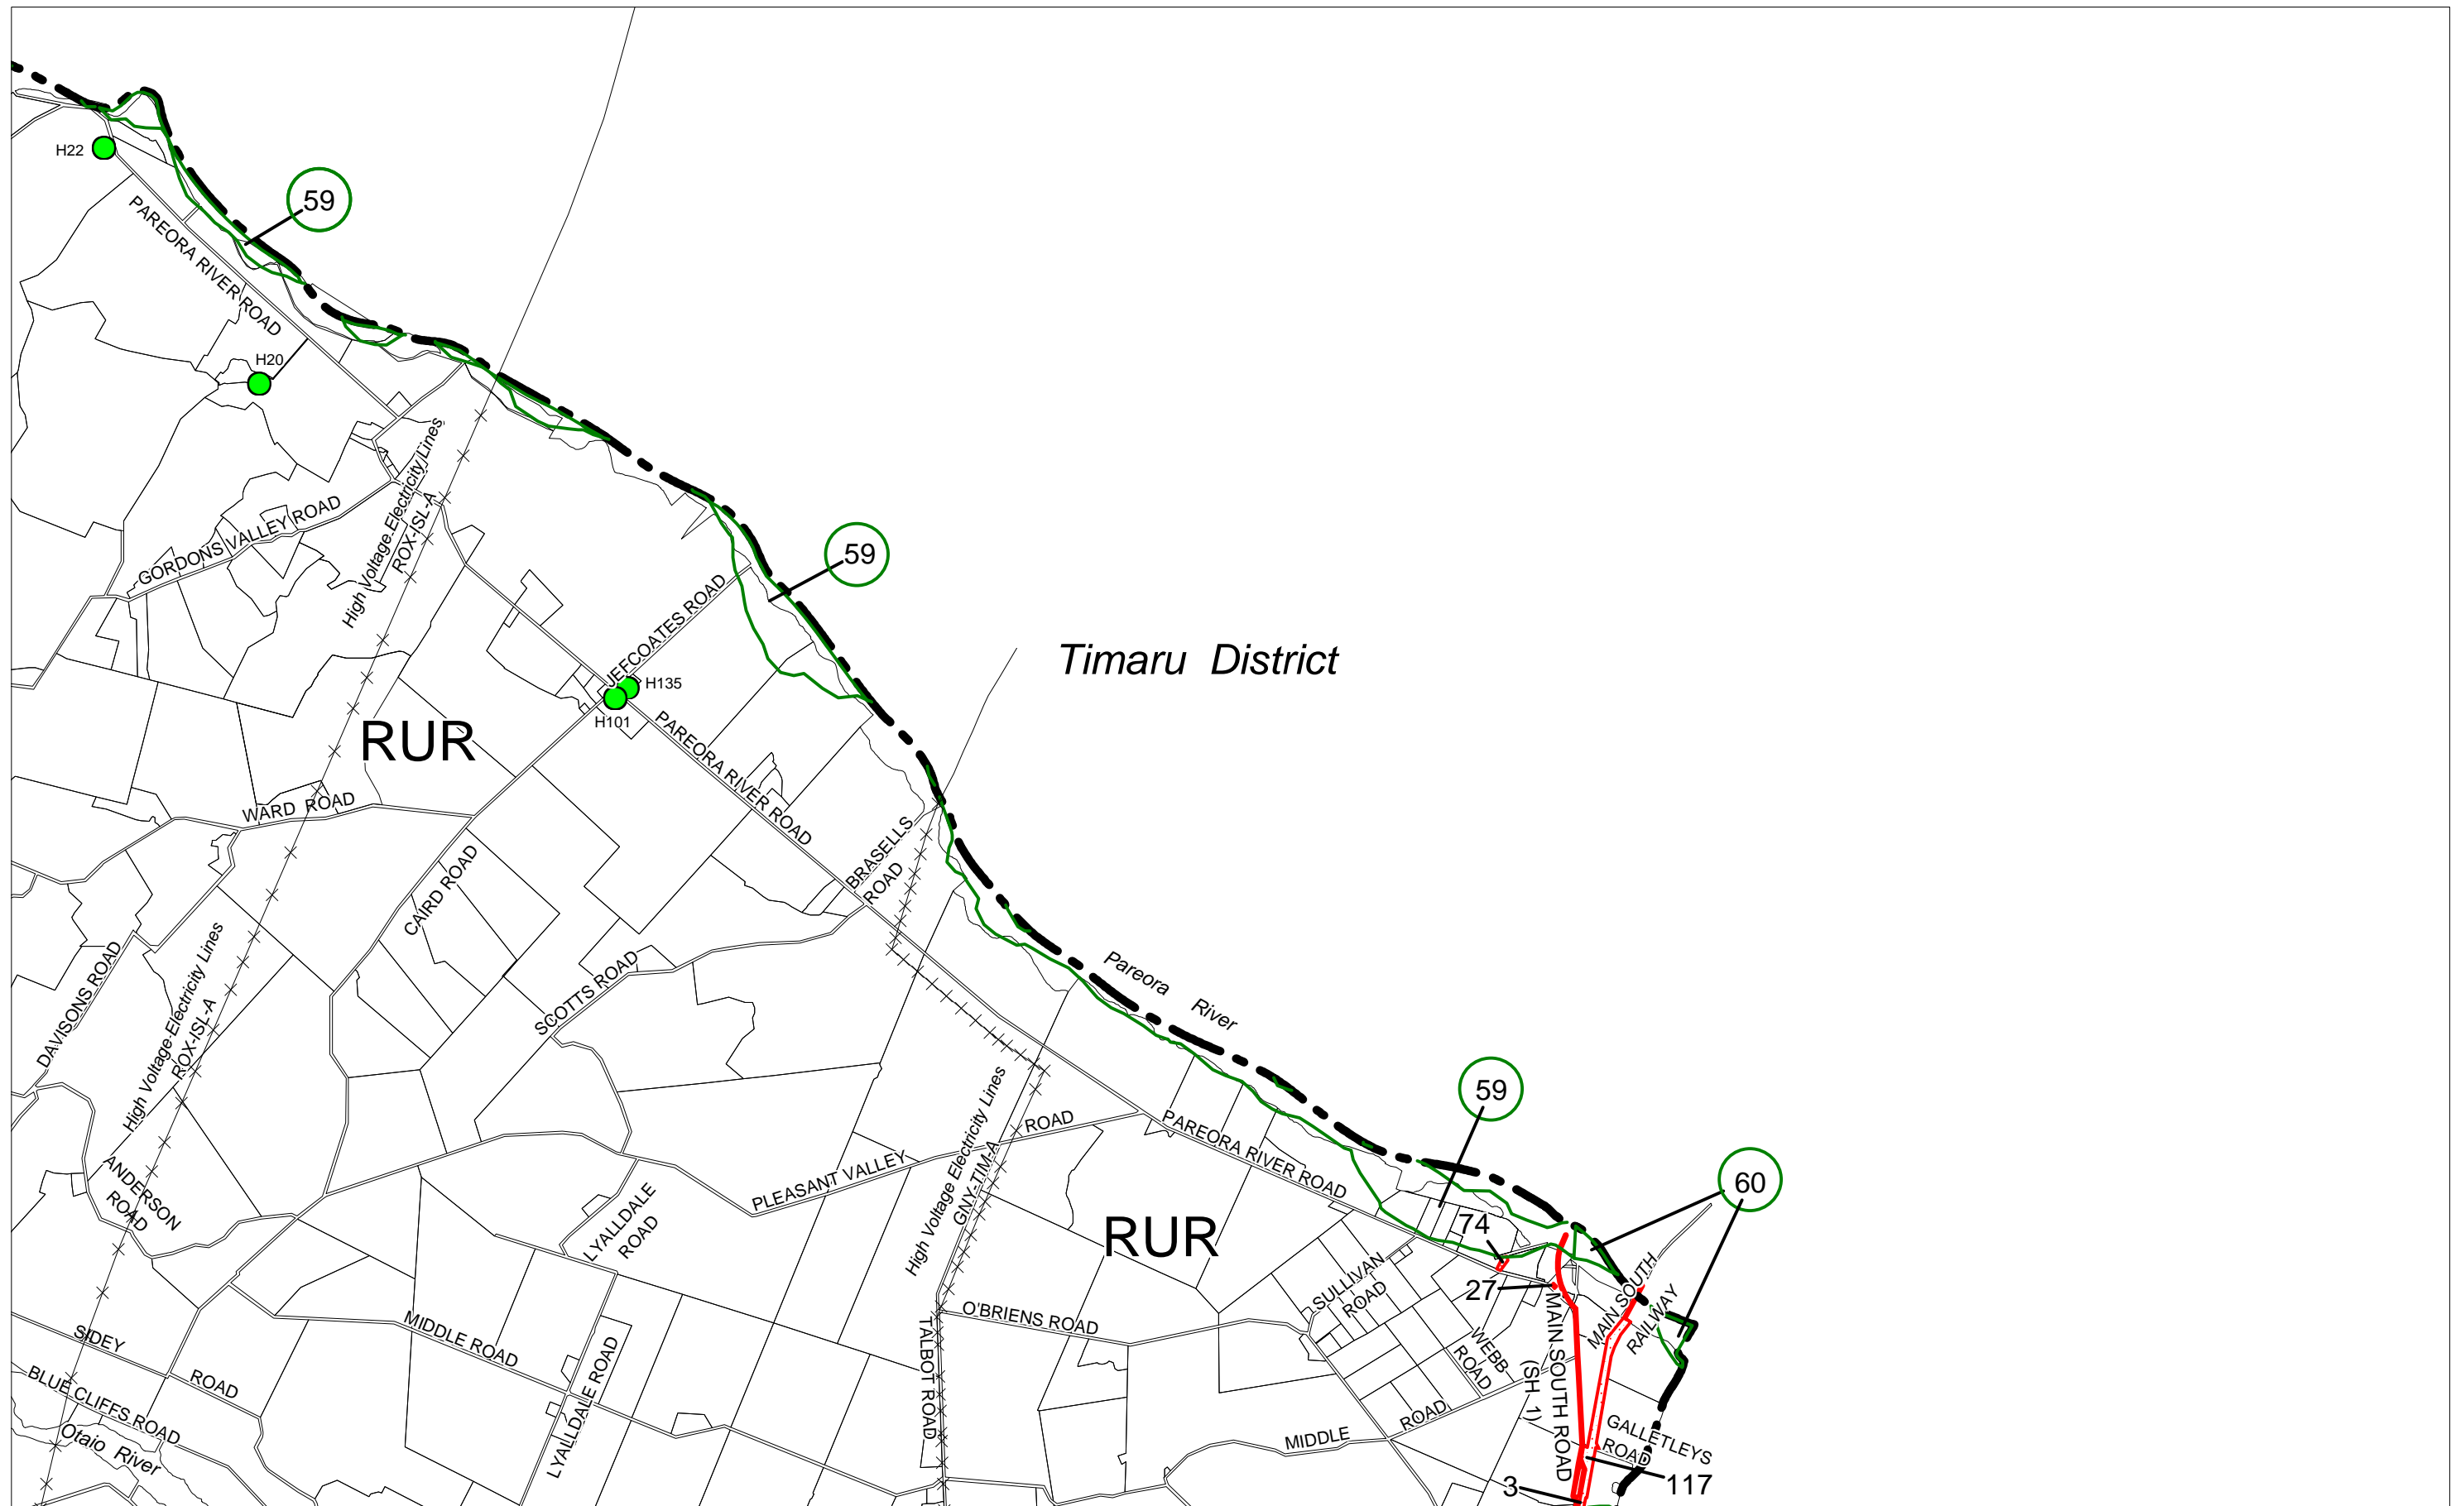 H22
59
PAREORA RIVER ROAD
H20
High Voltage Electricity Lines
ROX-ISL-A
GORDONS VALLEY ROAD
59
JEFCOATES ROAD
Timaru District
H135
H101
RUR
PAREORA RIVER ROAD
WARD ROAD
BRASELLS
ROAD
CAIRD ROAD
High Voltage Electricity Lines
ROX-ISL-A
DAVISONS ROAD
SCOTTS ROAD
Pareora River
High Voltage Electricity Lines
GNY-TIM-A
59
PLEASANT VALLEY ROAD
PAREORA RIVER ROAD
ANDERSON
ROAD
LYALLDALE
ROAD
60
RUR
74
SULLIVAN
ROAD
27
MAIN SOUTH
RAILWAY
O'BRIENS ROAD
MIDDLE ROAD
SIDEY ROAD
TALBOT ROAD
WEBB
ROAD
MAIN SOUTH ROAD
(SH 1)
BLUE CLIFFS ROAD
LYALLDALE ROAD
MIDDLE ROAD
GALLETLEYS
ROAD
Otaio River
117
3